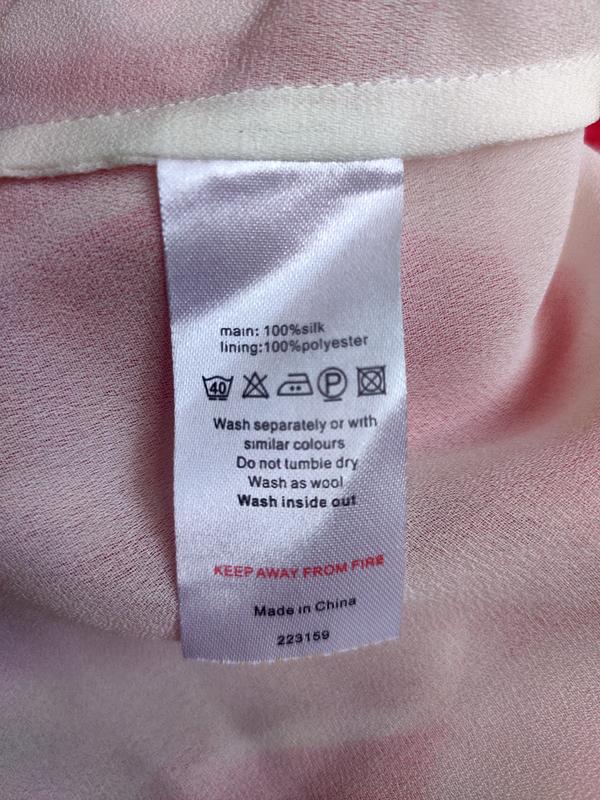 main: 100%silk
lining:100%polyester
40 P
Wash separately or with
similar colours
Do not tumble dry
Wash as wool
Wash inside out
KEEP AWAY FROM FIRE
Made in China
223159